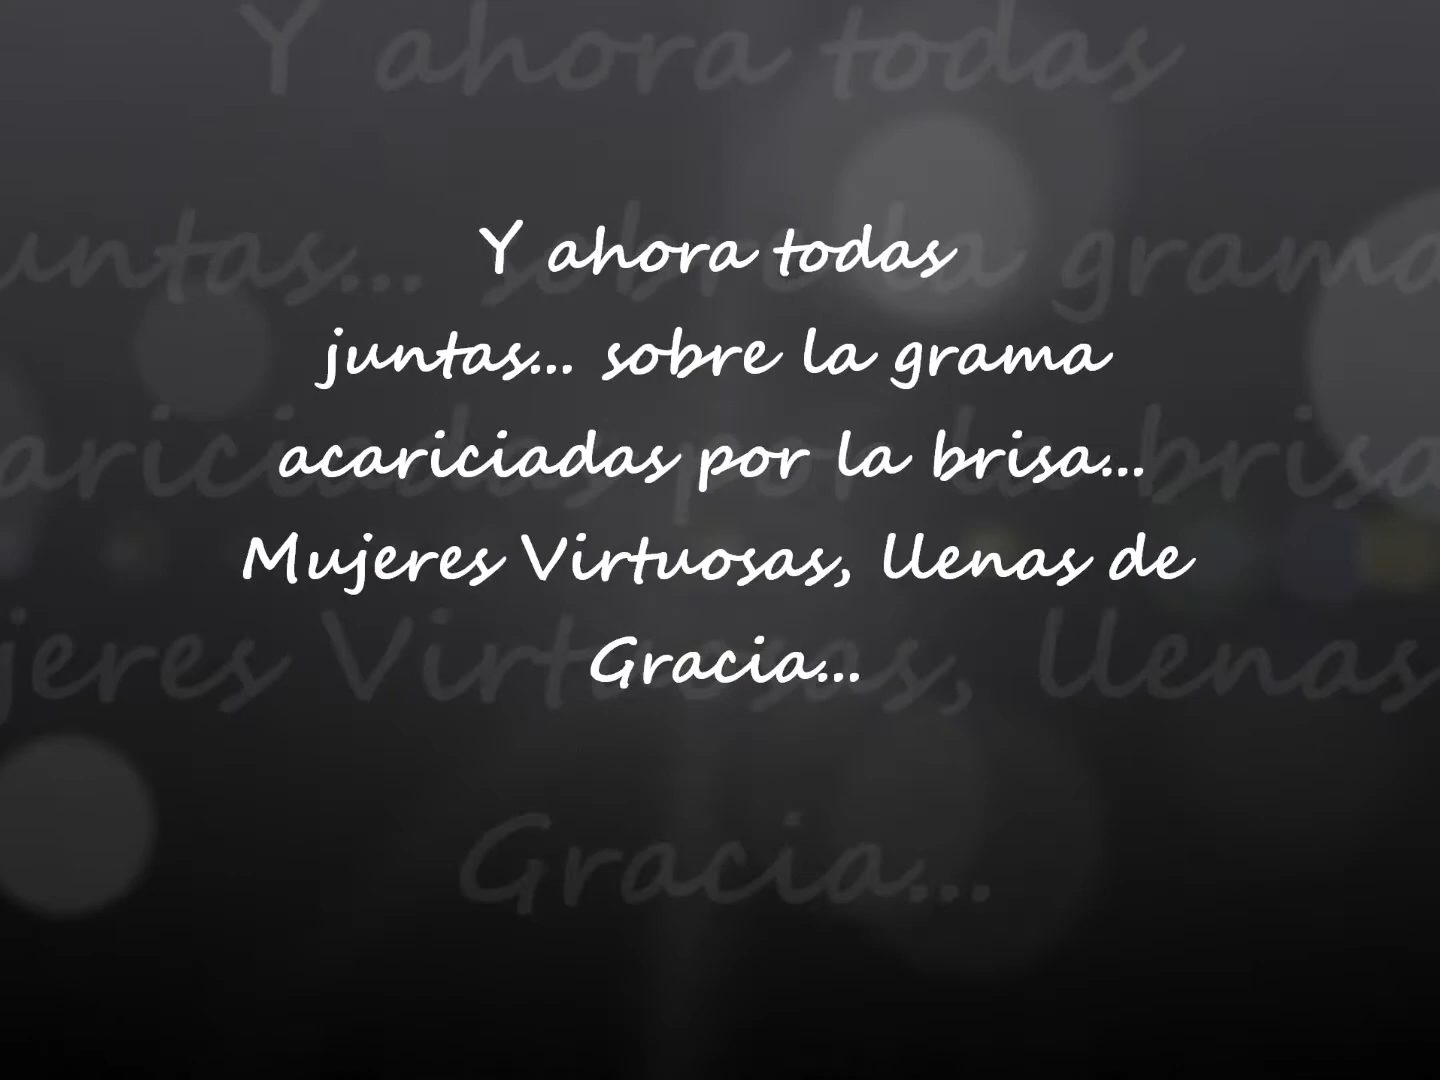 Y ahora todas
juntas... sobre la grama
acariciadas por la brisa...
Mujeres Virtuosas, llenas de
Gracia...